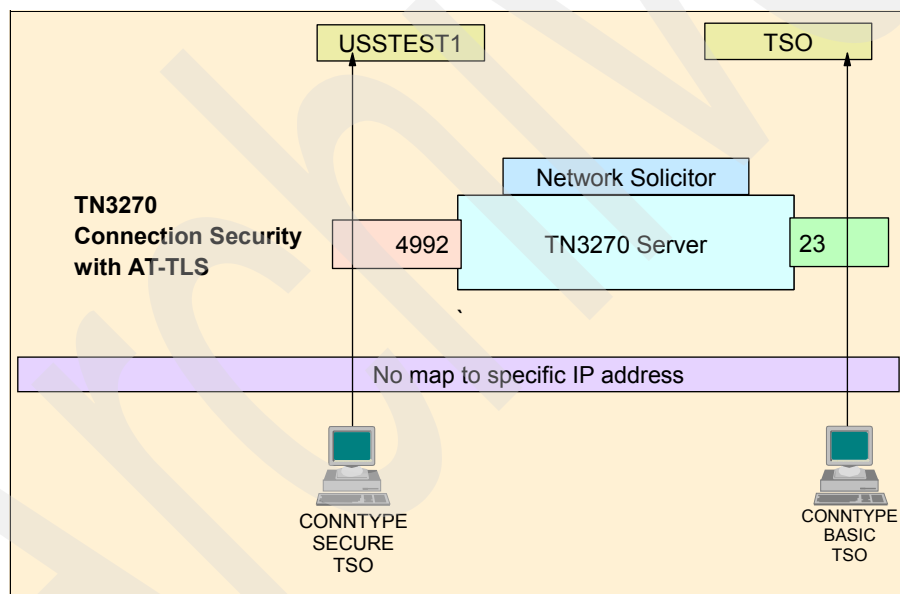 USSTEST1
TSO
Network Solicitor
TN3270
Connection Security
with AT-TLS
4992
TN3270 Server
23
`
No map to specific IP address
CONNTYPE
SECURE
TSO
CONNTYPE
BASIC
TSO